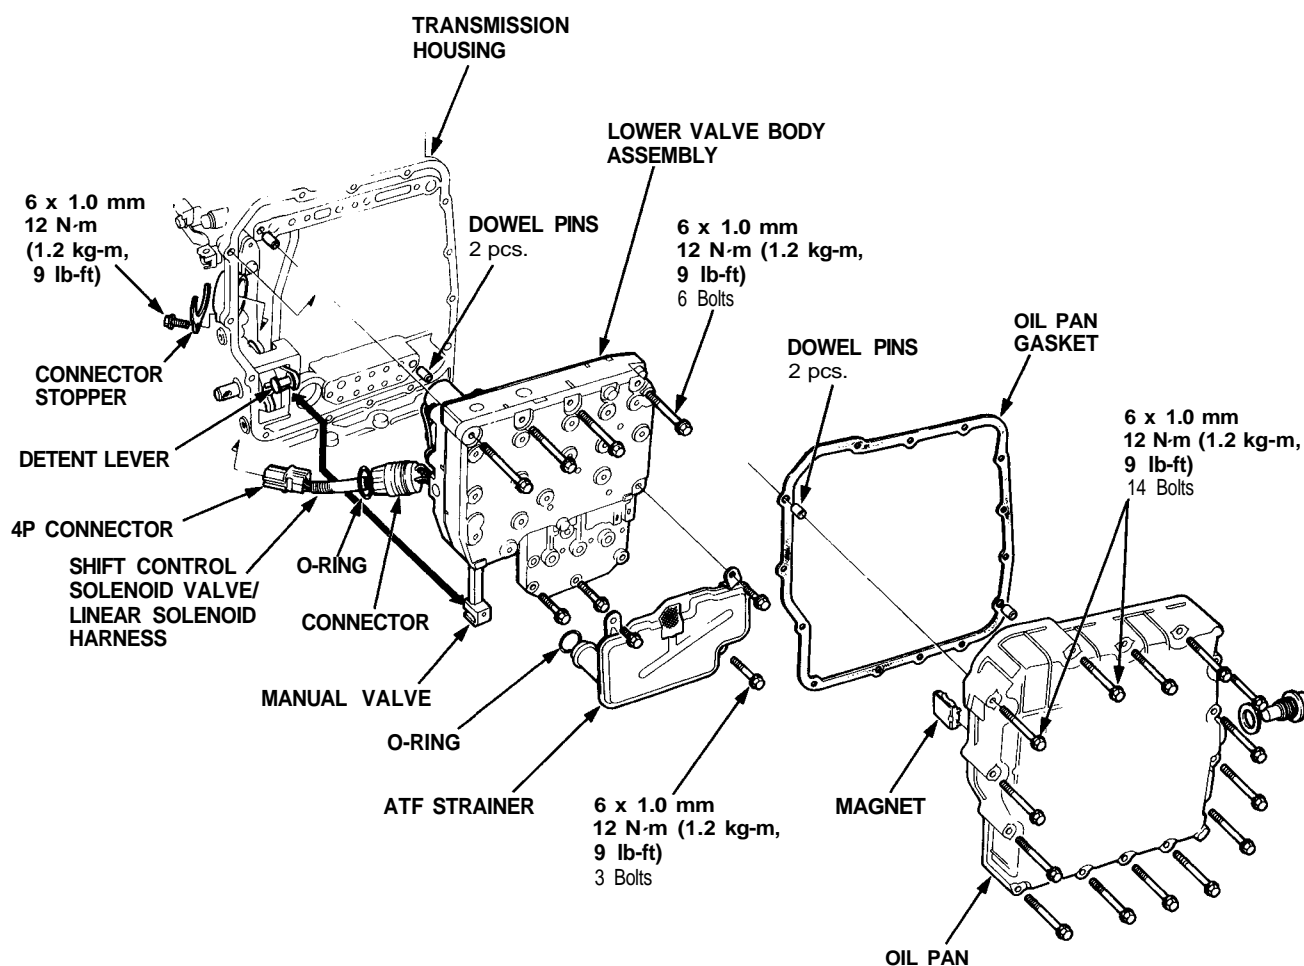 TRANSMISSION
HOUSING
LOWER VALVE BODY
ASSEMBLY
6 x 1.0 mm
12 N·m
(1.2 kg-m,
9 lb-ft)
DOWEL PINS
2 pcs.
6 x 1.0 mm
12 N·m (1.2 kg-m,
9 lb-ft)
6 Bolts
OIL PAN
GASKET
DOWEL PINS
2 pcs.
CONNECTOR
STOPPER
6 x 1.0 mm
12 N·m (1.2 kg-m,
9 lb-ft)
14 Bolts
DETENT LEVER
4P CONNECTOR
SHIFT CONTROL
SOLENOID VALVE/
LINEAR SOLENOID
HARNESS
O-RING
CONNECTOR
MANUAL VALVE
O-RING
ATF STRAINER
6 x 1.0 mm
12 N·m (1.2 kg-m,
9 lb-ft)
3 Bolts
MAGNET
OIL PAN